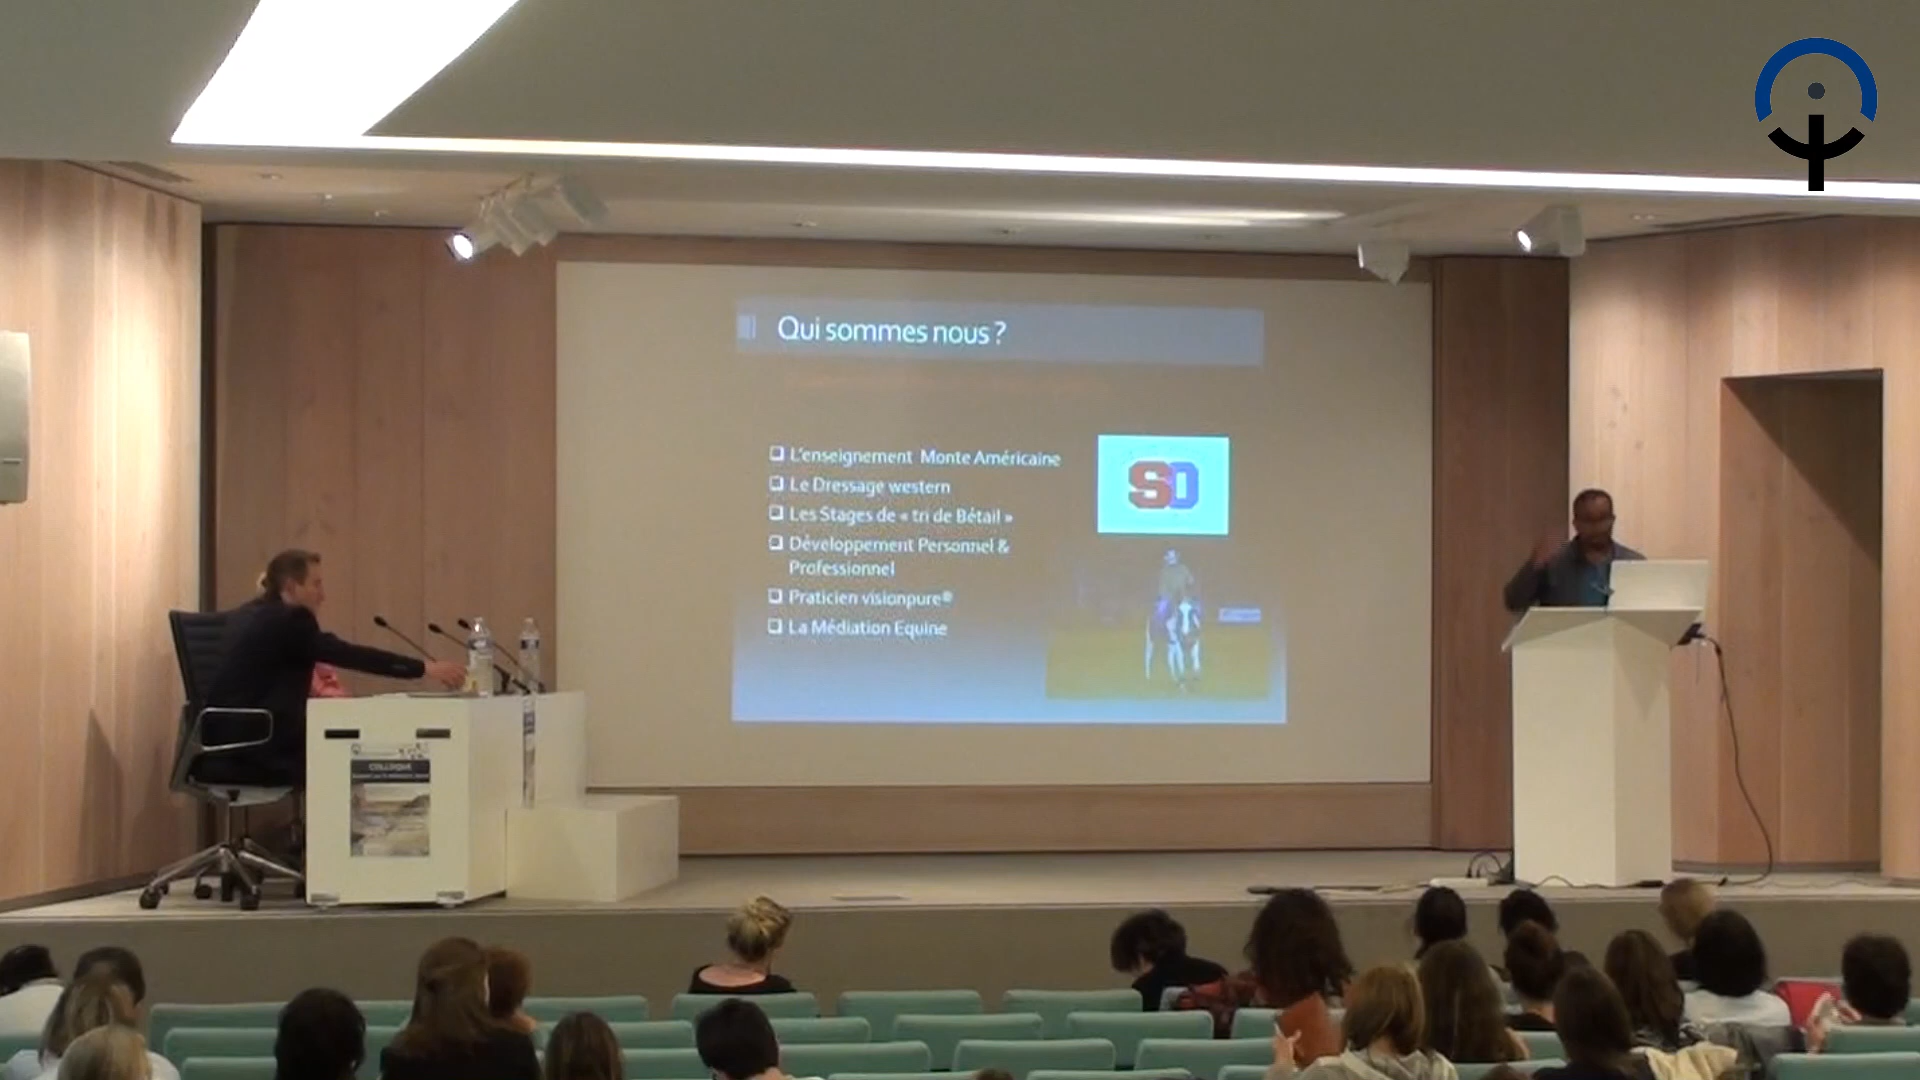 Qui sommes nous ?
L'enseignement Monte Américaine
Le Dressage western
Les Stages de « tri de Bétail »
Développement Personnel &
Professionnel
Praticien visionpure®
La Médiation Equine
SD
COLLOQUE